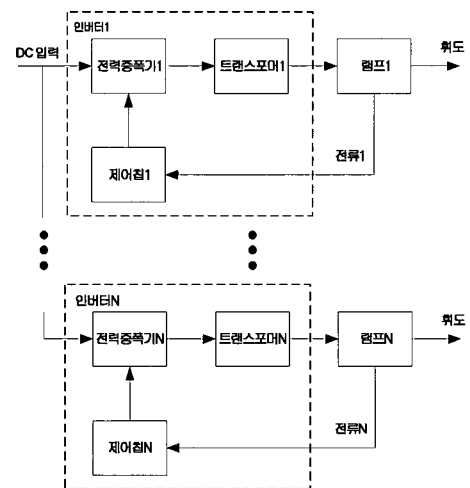 인버터1
DC 입력
전력증폭기1
트랜스포머1
램프1
휘도
제어칩1
전류1
인버터N
전력증폭기N
트랜스포머N
램프N
휘도
제어칩N
전류N